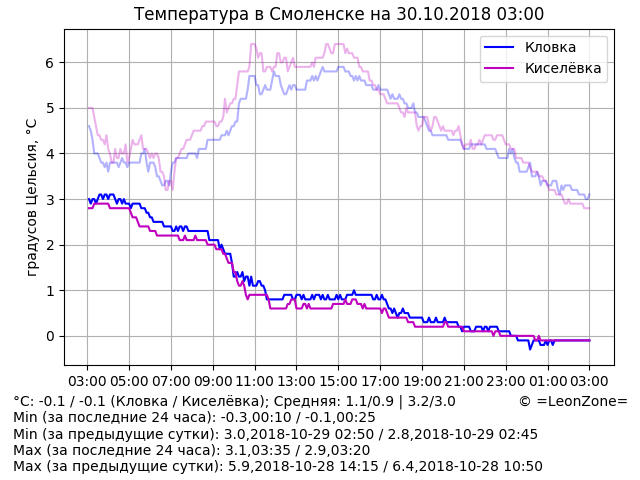 Температура в Смоленске на 30.10.2018 03:00
градусов Цельсия, °C
6
5
4
3
2
1
0
Кловка
Киселёвка
03:00 05:00 07:00 09:00 11:00 13:00 15:00 17:00 19:00 21:00 23:00 01:00 03:00
°C: -0.1 / -0.1 (Кловка / Киселёвка); Средняя: 1.1/0.9 | 3.2/3.0 © =LeonZone=
Min (за последние 24 часа): -0.3,00:10 / -0.1,00:25
Min (за предыдущие сутки): 3.0,2018-10-29 02:50 / 2.8,2018-10-29 02:45
Max (за последние 24 часа): 3.1,03:35 / 2.9,03:20
Max (за предыдущие сутки): 5.9,2018-10-28 14:15 / 6.4,2018-10-28 10:50